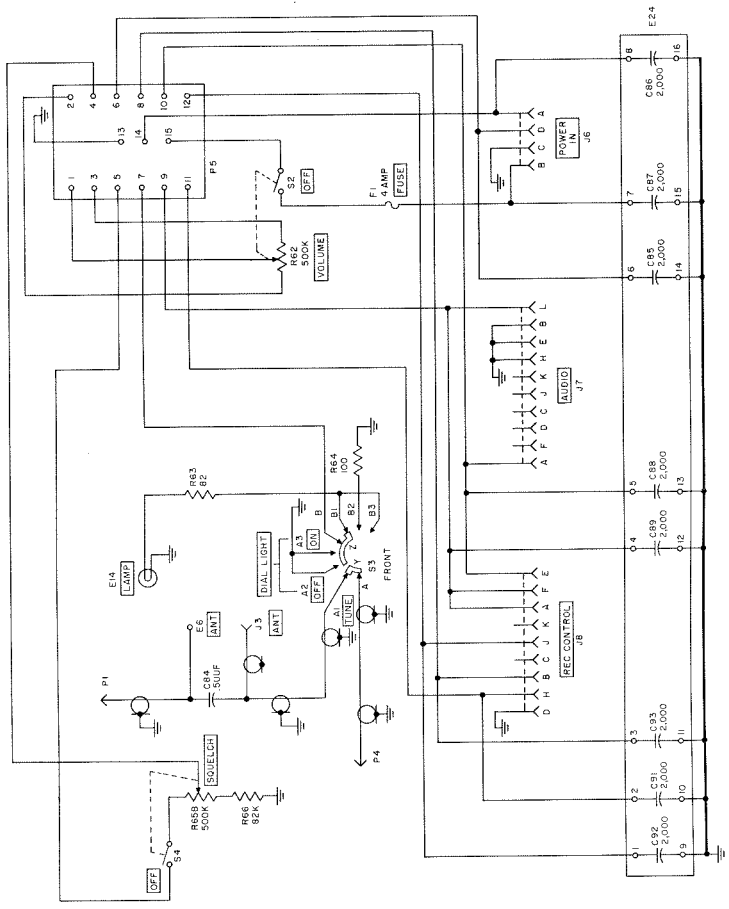 E24
2
4
6
8
10
12
13
14
15
1
3
5
7
9
11
P5
S2
OFF
R62
500K
VOLUME
F1
4 AMP
FUSE
A
D
C
B
POWER
IN
J6
8
C86
2,000
16
7
C87
2,000
15
6
C85
2,000
14
L
B
E
H
K
J
C
D
F
A
AUDIO
J7
5
C88
2,000
13
4
C89
2,000
12
R63
82
R64
100
E14
LAMP
DIAL LIGHT
B
B1
B2
B3
A3
ON
A2
OFF
A1
TUNE
A
Y
Z
S3
FRONT
E6
ANT
J3
ANT
P1
C84
.50UF
P4
E
F
A
K
J
C
B
H
D
REC CONTROL
J8
SQUELCH
R65B
500K
R66
82K
OFF
S4
3
C93
2,000
11
2
C91
2,000
10
1
C92
2,000
9